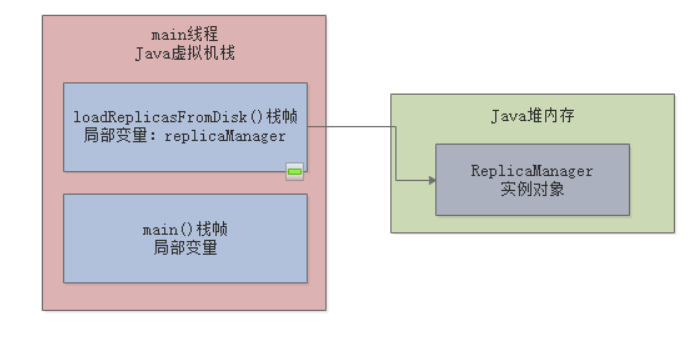 main线程
Java虚拟机栈
loadReplicasFromDisk()栈帧
局部变量：replicaManager
main()栈帧
局部变量
Java堆内存
ReplicaManager
实例对象